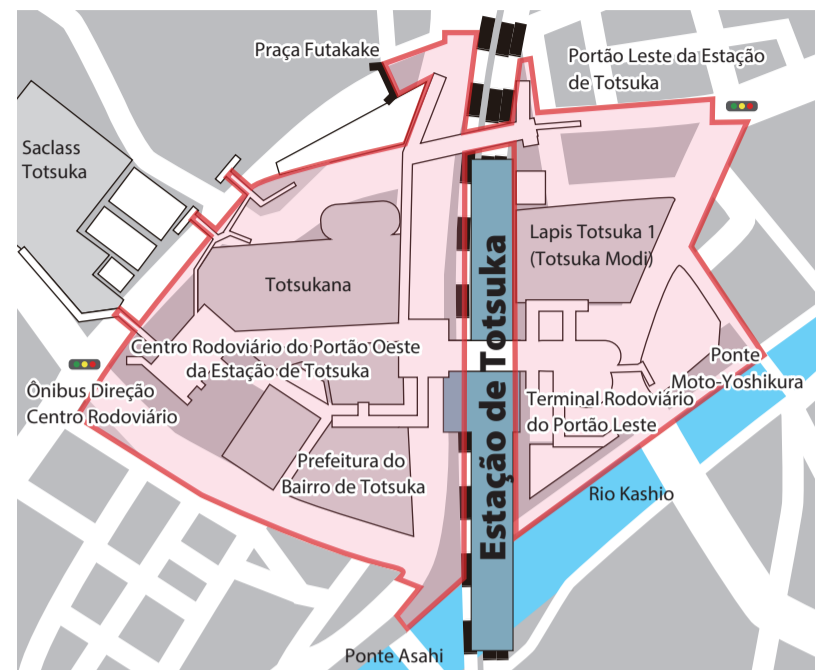 Praça Futakake
Portão Leste da Estação
de Totsuka
Saclass
Totsuka
Lapis Totsuka 1
(Totsuka Modi)
Totsukana
Estação de Totsuka
Centro Rodoviário do Portão Oeste
da Estação de Totsuka
Ponte
Moto-Yoshikura
Ônibus Direção
Centro Rodoviário
Terminal Rodoviário
do Portão Leste
Prefeitura do
Bairro de Totsuka
Rio Kashio
Ponte Asahi